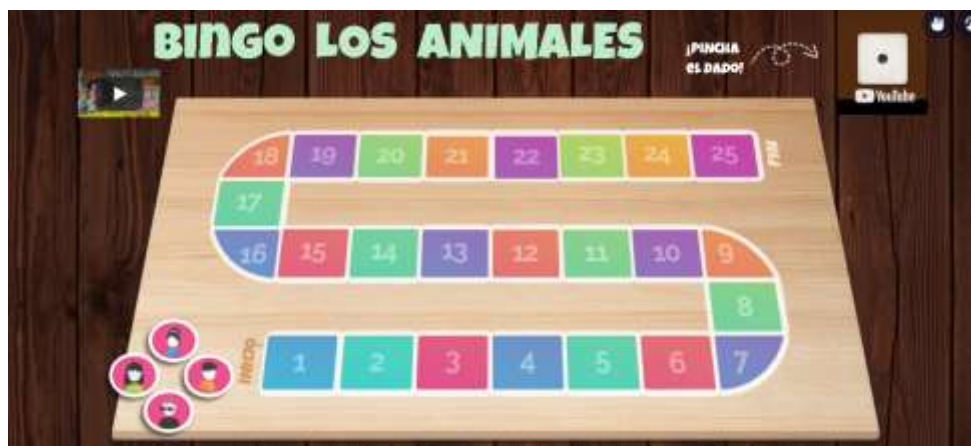 BINGO LOS ANIMALES
¡PINCHA
EL DADO!
YouTube
18 19 20 21 22 23 24 25
FIN
17
16 15 14 13 12 11 10 9
8
INICIO
1 2 3 4 5 6 7